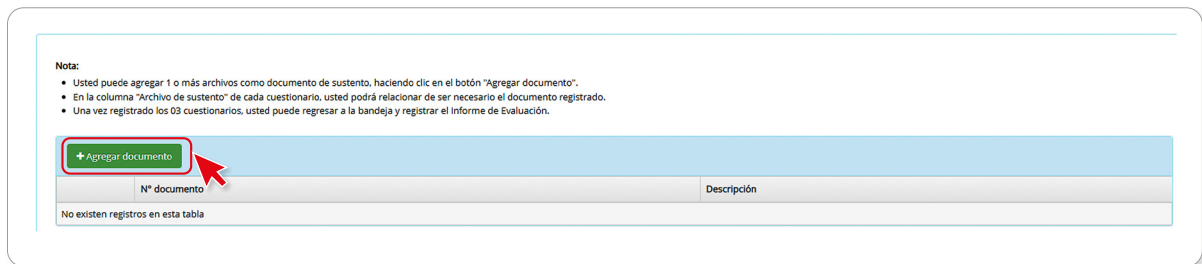 Nota:
• Usted puede agregar 1 o más archivos como documento de sustento, haciendo clic en el botón "Agregar documento".
• En la columna "Archivo de sustento" de cada cuestionario, usted podrá relacionar de ser necesario el documento registrado.
• Una vez registrado los 03 cuestionarios, usted puede regresar a la bandeja y registrar el Informe de Evaluación.
+ Agregar documento
N° documento Descripción
No existen registros en esta tabla